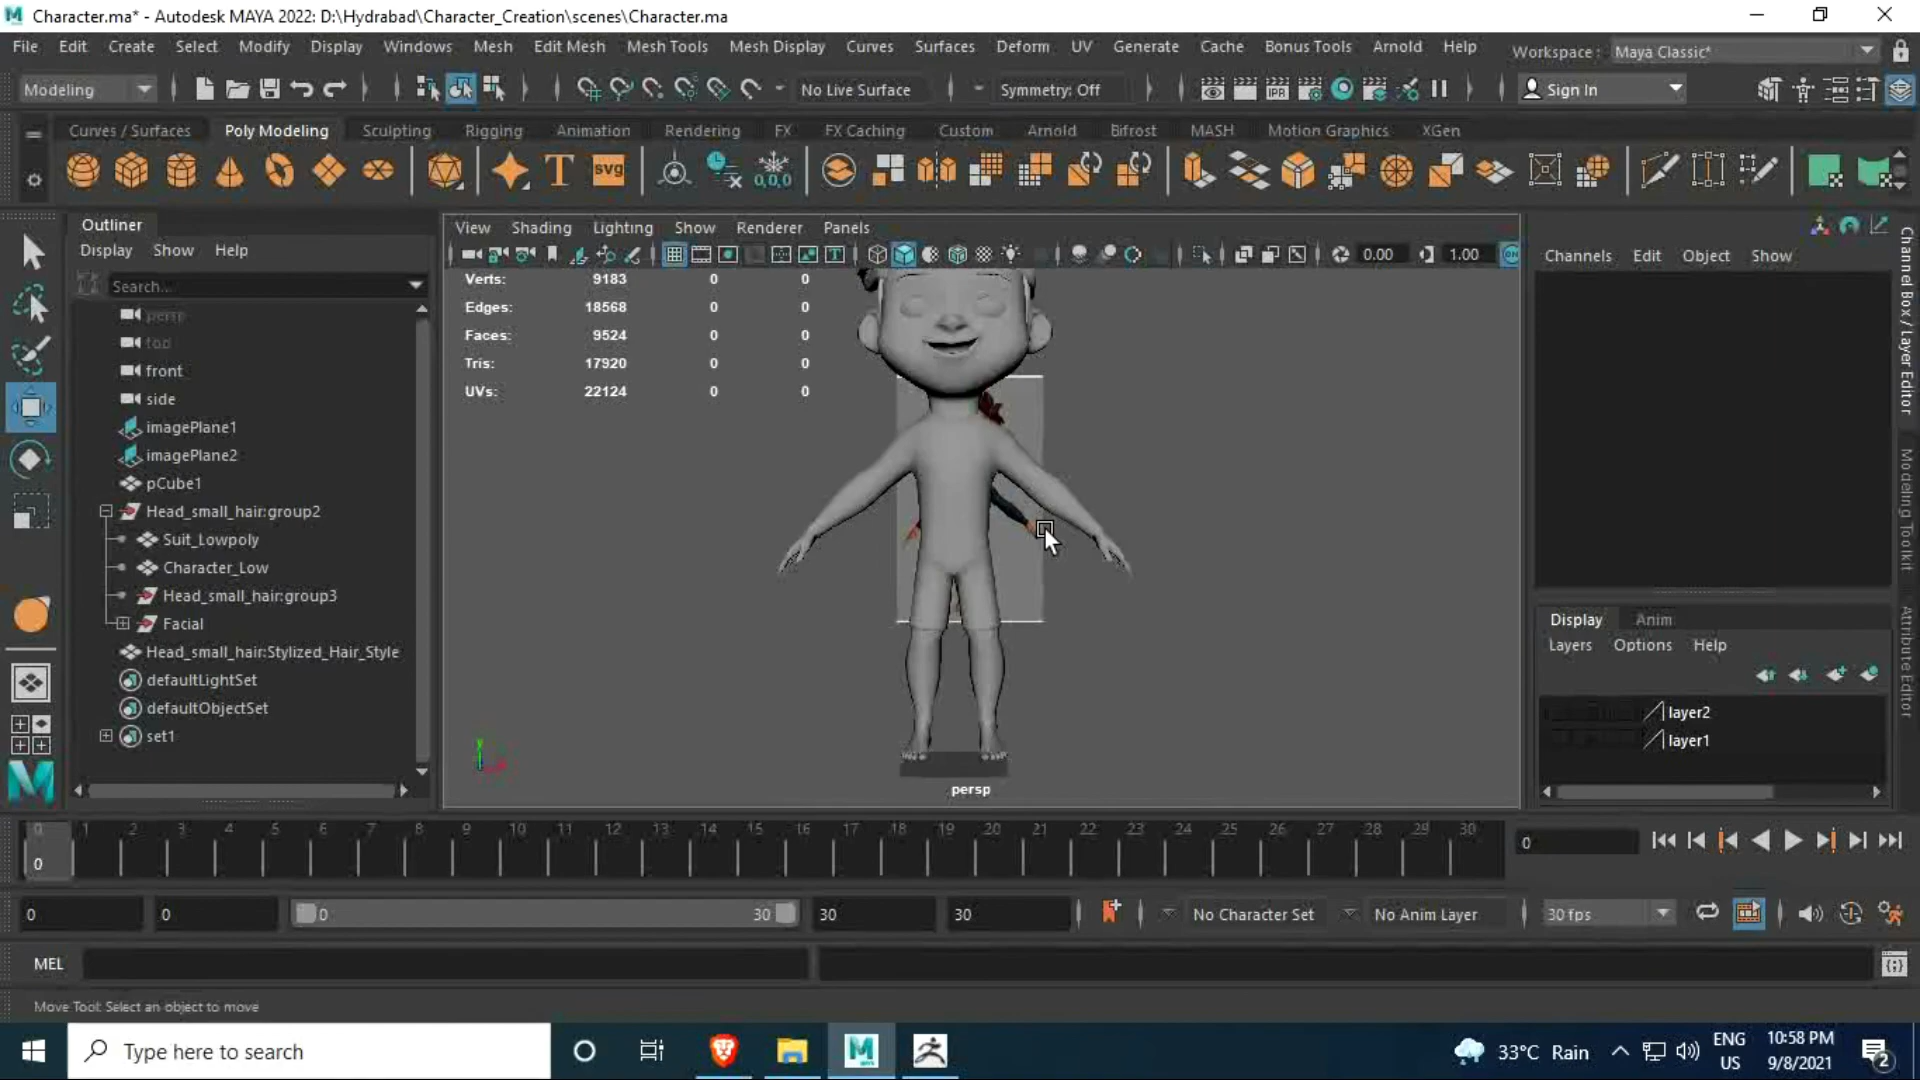 Character.ma* - Autodesk MAYA 2022: D:\Hydrabad\Character_Creation\scenes\Character.ma
File Edit Create Select Modify Display Windows Mesh Edit Mesh Mesh Tools Mesh Display Curves Surfaces Deform UV Generate Cache Bonus Tools Arnold Help Workspace : Maya Classic*
Modeling No Live Surface Symmetry: Off IPR Sign In
Curves / Surfaces Poly Modeling Sculpting Rigging Animation Rendering FX FX Caching Custom Arnold Bifrost MASH Motion Graphics XGen
T SVG 0,0,0
Outliner
Display Show Help
Search...
persp
top
front
side
imagePlane1
imagePlane2
pCube1
Head_small_hair:group2
Suit_Lowpoly
Character_Low
Head_small_hair:group3
Facial
Head_small_hair:Stylized_Hair_Style
defaultLightSet
defaultObjectSet
set1
View Shading Lighting Show Renderer Panels
0.00 1.00
Verts: 9183 0 0
Edges: 18568 0 0
Faces: 9524 0 0
Tris: 17920 0 0
UVs: 22124 0 0
persp
Channels Edit Object Show
Channel Box / Layer Editor
Modeling Toolkit
Attribute Editor
Display Anim
Layers Options Help
layer2
layer1
0 1 2 3 4 5 6 7 8 9 10 11 12 13 14 15 16 17 18 19 20 21 22 23 24 25 26 27 28 29 30
0 0
0 0 0 30 30 30 No Character Set No Anim Layer 30 fps
MEL
Move Tool: Select an object to move
Type here to search
33°C Rain
ENG
US
10:58 PM
9/8/2021
2